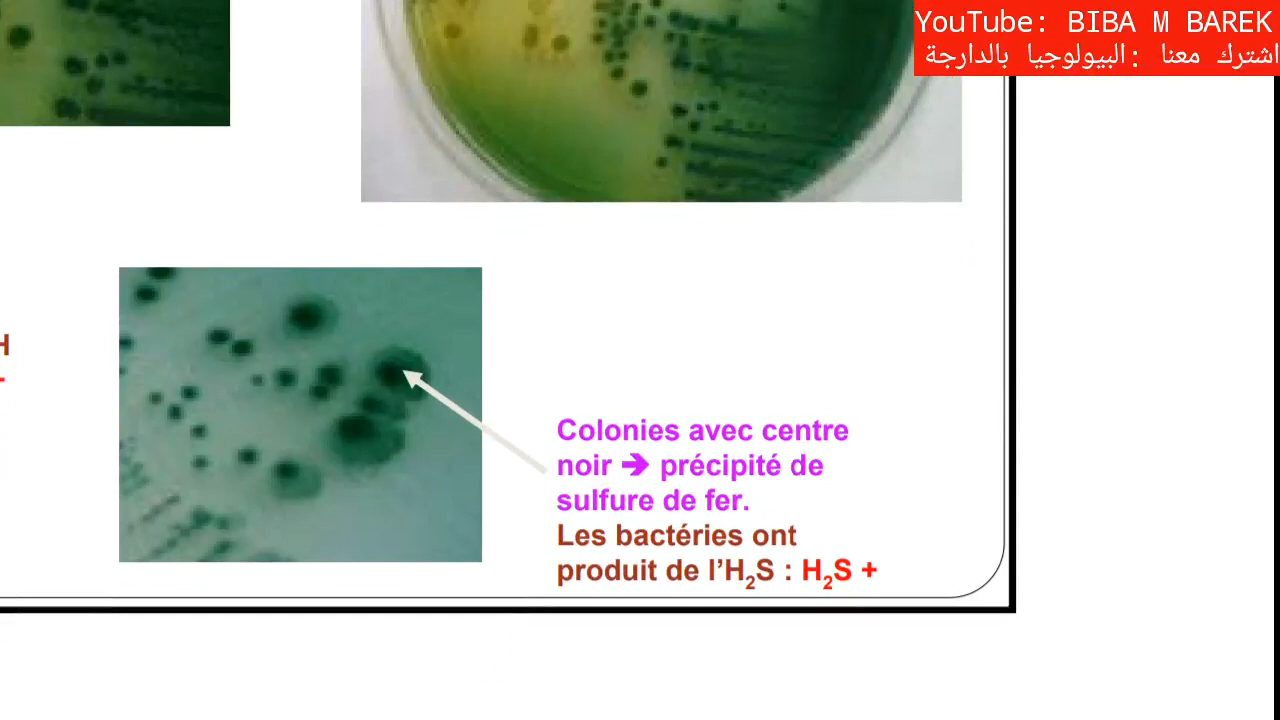 YouTube: BIBA M BAREK
اشترك معنا :البيولوجيا بالدارجة
H
Colonies avec centre
noir ➔ précipité de
sulfure de fer.
Les bactéries ont
produit de l’H₂S : H₂S +